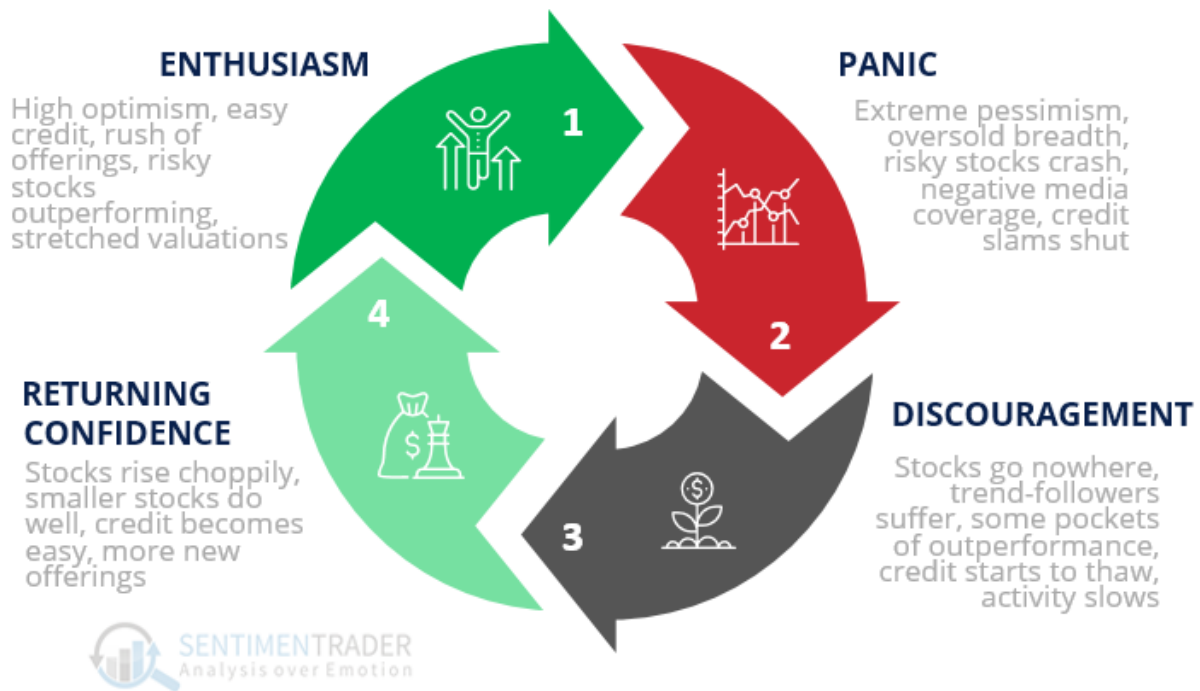 ENTHUSIASM
High optimism, easy
credit, rush of
offerings, risky
stocks
outperforming,
stretched valuations
1
PANIC
Extreme pessimism,
oversold breadth,
risky stocks crash,
negative media
coverage, credit
slams shut
2
DISCOURAGEMENT
Stocks go nowhere,
trend-followers
suffer, some pockets
of outperformance,
credit starts to thaw,
activity slows
3
$
RETURNING
CONFIDENCE
Stocks rise choppily,
smaller stocks do
well, credit becomes
easy, more new
offerings
4
$
SENTIMENTRADER
Analysis over Emotion